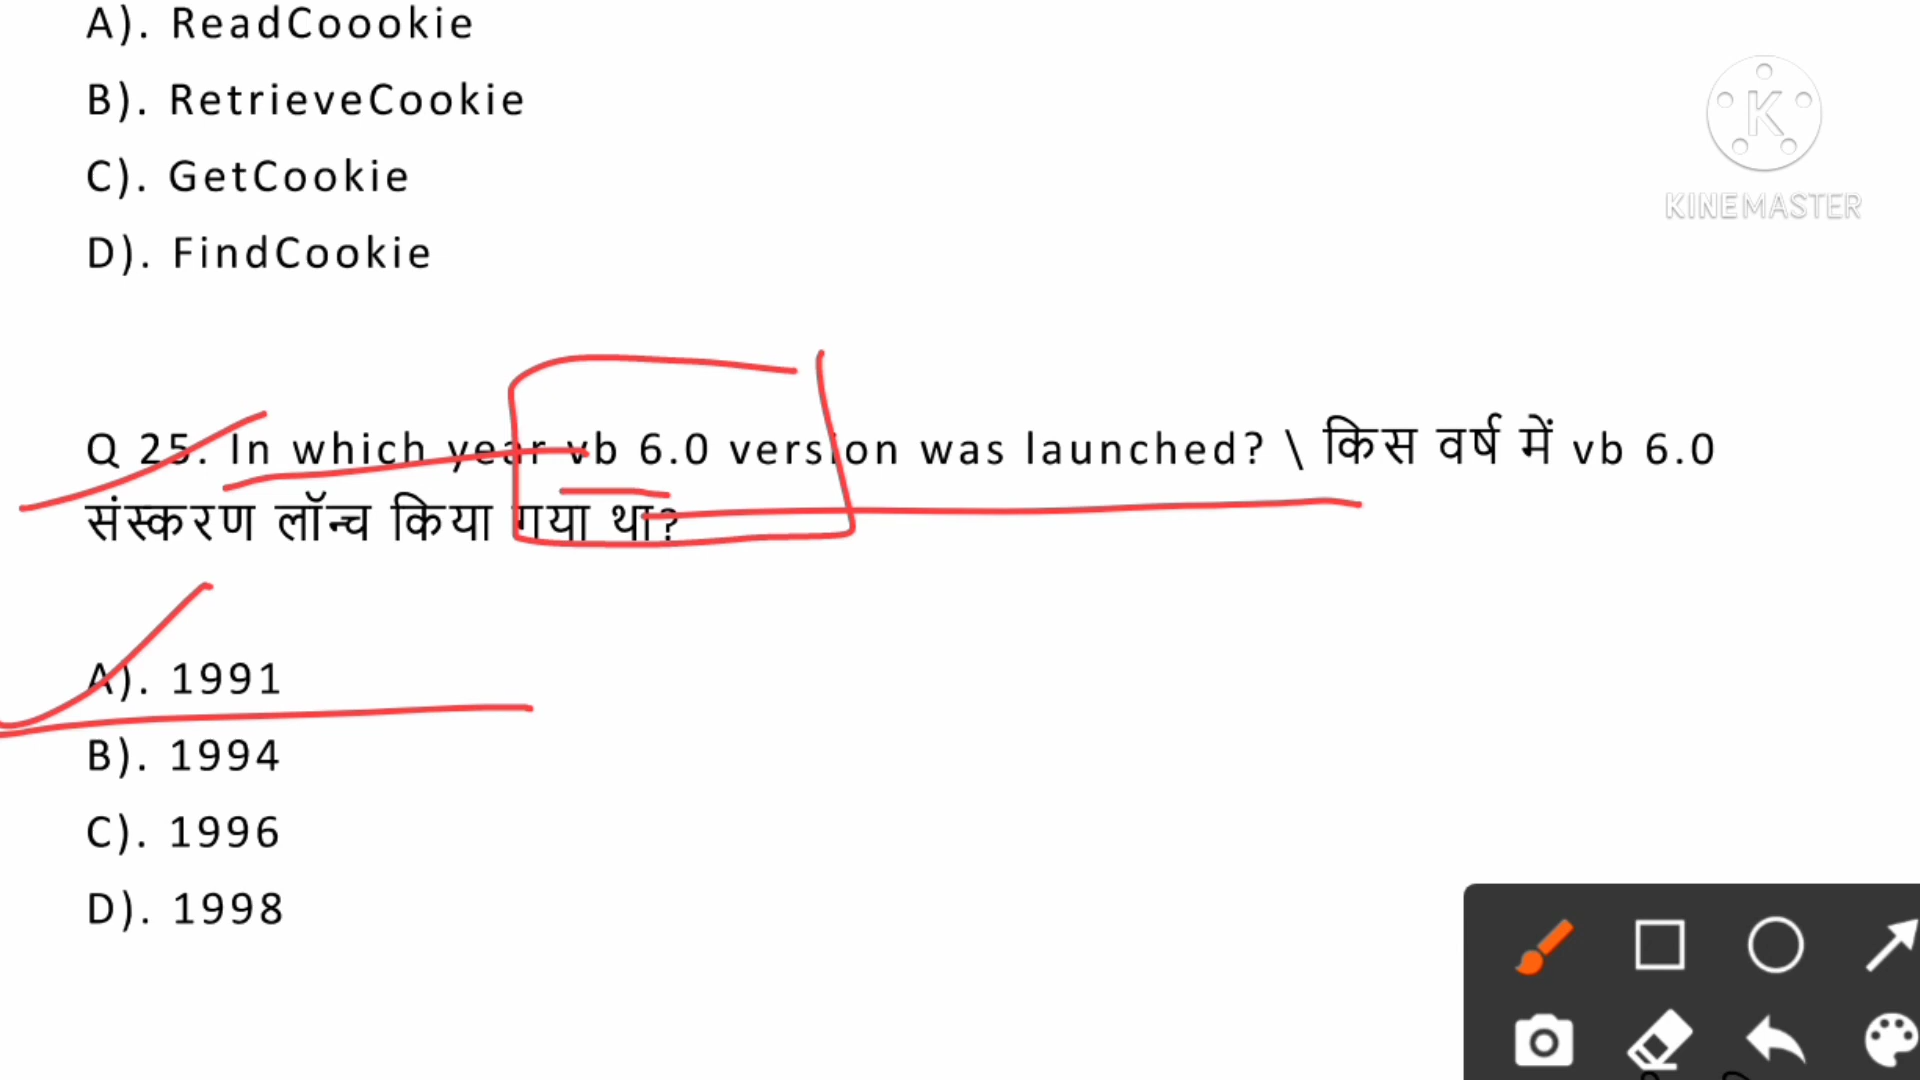 A). ReadCoookie
B). RetrieveCookie
C). GetCookie
D). FindCookie
K
KINEMASTER
Q 25. In which year vb 6.0 version was launched? \ किस वर्ष में vb 6.0
संस्करण लॉन्च किया गया था?
A). 1991
B). 1994
C). 1996
D). 1998